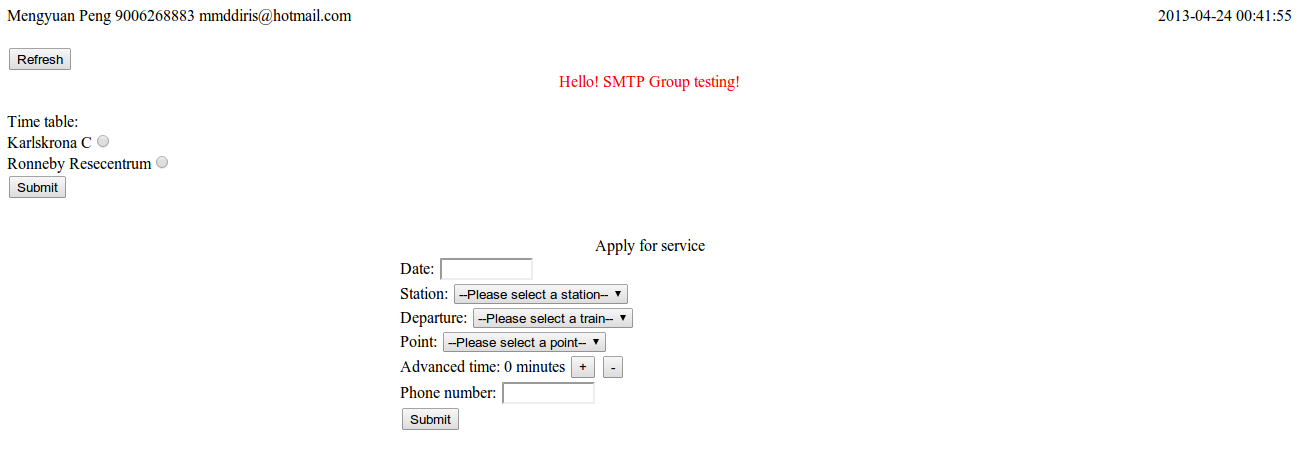 Mengyuan Peng 9006268883 mmddiris@hotmail.com 2013-04-24 00:41:55
Refresh
Hello! SMTP Group testing!
Time table:
Karlskrona C
Ronneby Resecentrum
Submit
Apply for service
Date:
Station: --Please select a station--
Departure: --Please select a train--
Point: --Please select a point--
Advanced time: 0 minutes + -
Phone number:
Submit